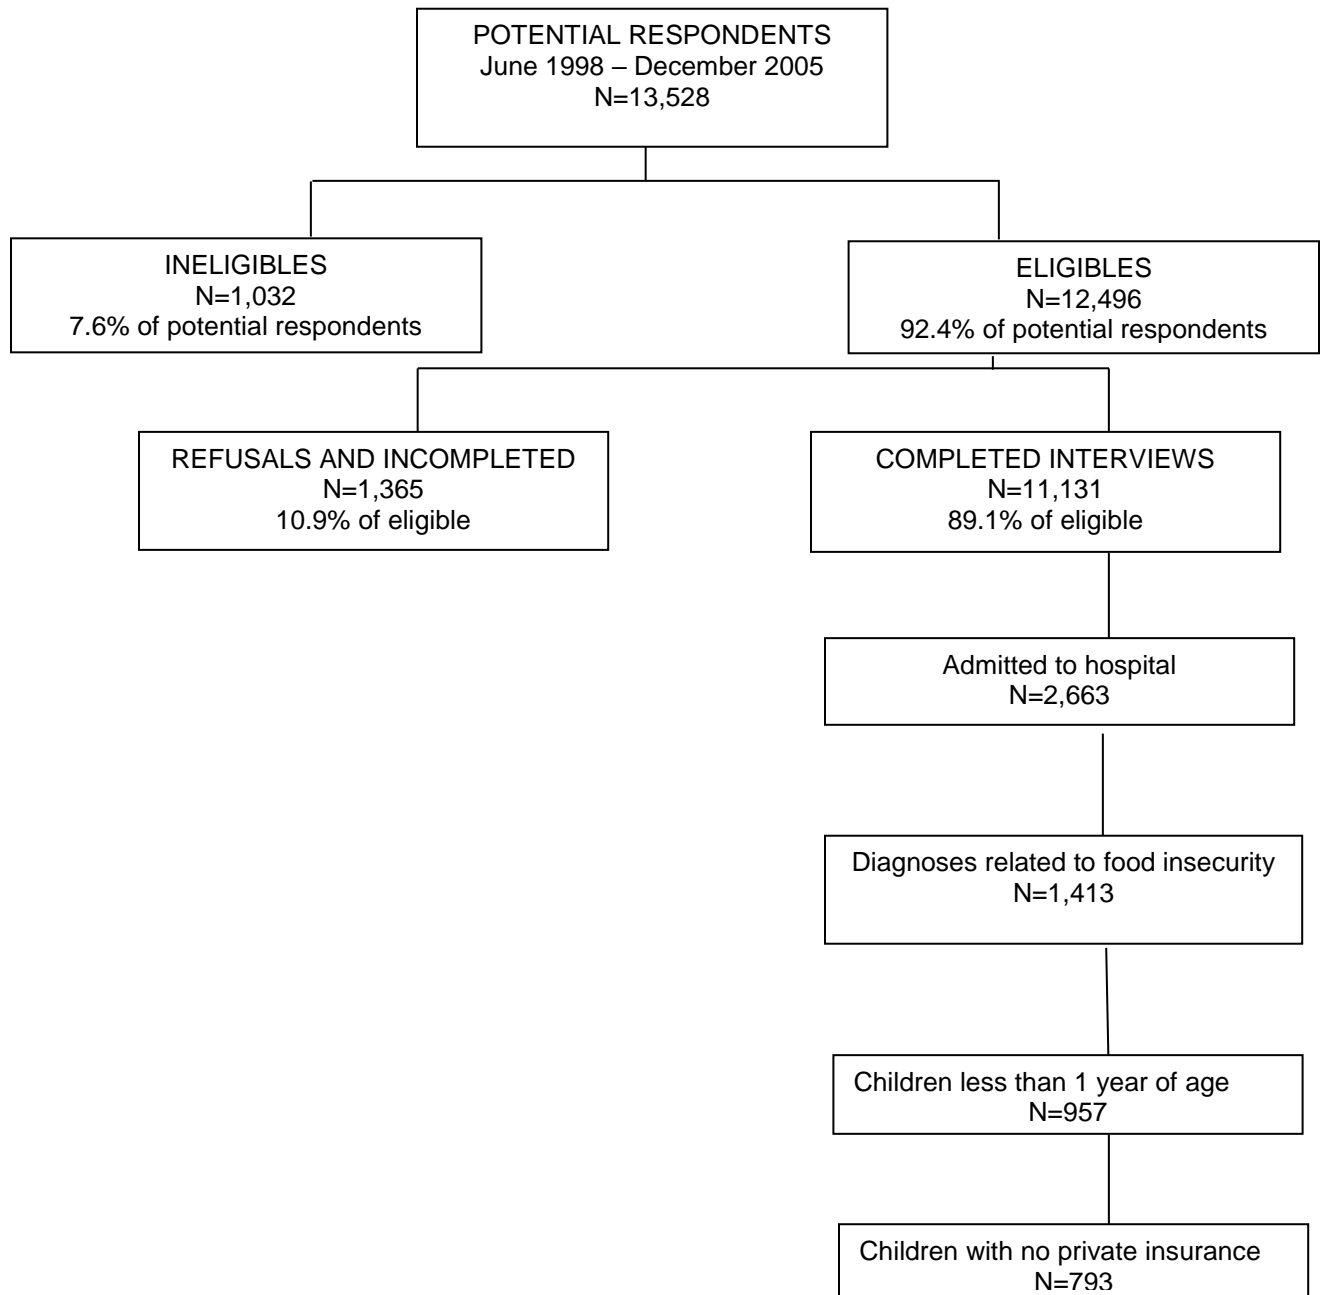 POTENTIAL RESPONDENTS
June 1998 – December 2005
N=13,528
INELIGIBLES
N=1,032
7.6% of potential respondents
ELIGIBLES
N=12,496
92.4% of potential respondents
REFUSALS AND INCOMPLETED
N=1,365
10.9% of eligible
COMPLETED INTERVIEWS
N=11,131
89.1% of eligible
Admitted to hospital
N=2,663
Diagnoses related to food insecurity
N=1,413
Children less than 1 year of age
N=957
Children with no private insurance
N=793